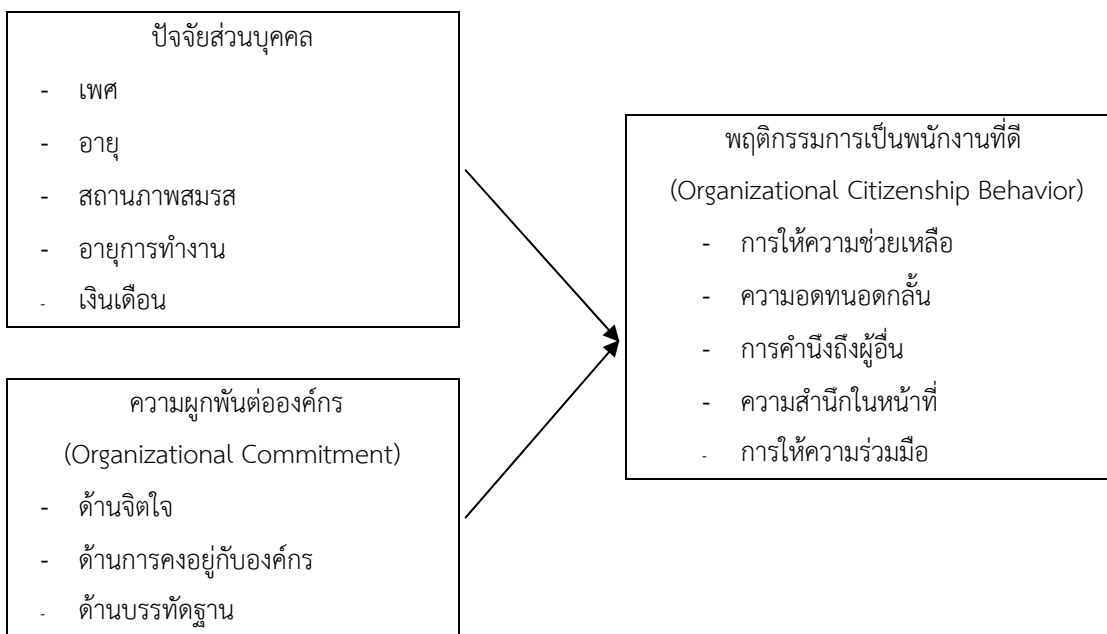 ปัจจัยส่วนบุคคล
- เพศ
- อายุ
- สถานภาพสมรส
- อายุการทำงาน
- เงินเดือน
ความผูกพันต่อองค์กร
(Organizational Commitment)
- ด้านจิตใจ
- ด้านการคงอยู่กับองค์กร
- ด้านบรรทัดฐาน
พฤติกรรมการเป็นพนักงานที่ดี
(Organizational Citizenship Behavior)
- การให้ความช่วยเหลือ
- ความอดทนอดกลั้น
- การคำนึงถึงผู้อื่น
- ความสำนึกในหน้าที่
- การให้ความร่วมมือ